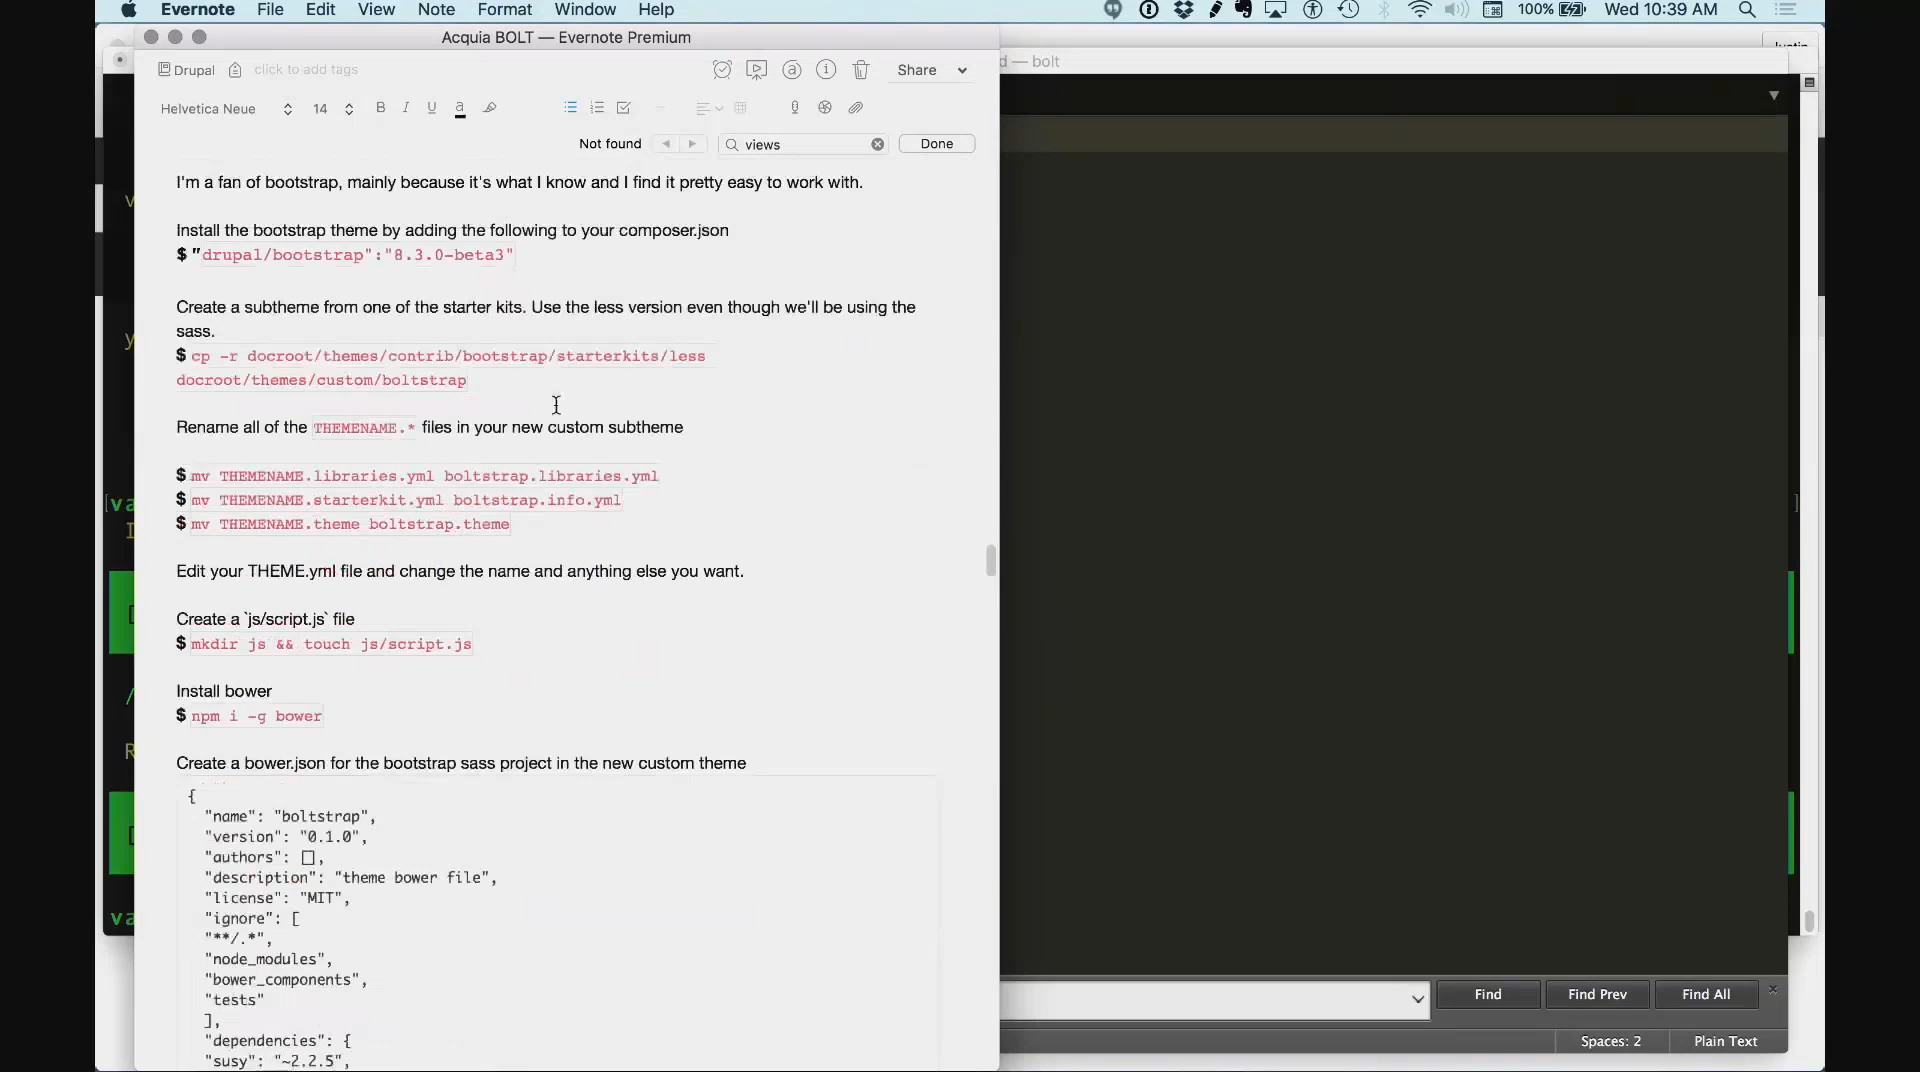 Evernote File Edit View Note Format Window Help 100% Wed 10:39 AM
Acquia BOLT — Evernote Premium
d — bolt
Drupal click to add tags Share
Helvetica Neue 14 B I U a
Not found views Done
I'm a fan of bootstrap, mainly because it's what I know and I find it pretty easy to work with.
Install the bootstrap theme by adding the following to your composer.json
$ "drupal/bootstrap":"8.3.0-beta3"
Create a subtheme from one of the starter kits. Use the less version even though we'll be using the
sass.
$ cp -r docroot/themes/contrib/bootstrap/starterkits/less
docroot/themes/custom/boltstrap
Rename all of the THEMENAME.* files in your new custom subtheme
$ mv THEMENAME.libraries.yml boltstrap.libraries.yml
$ mv THEMENAME.starterkit.yml boltstrap.info.yml
$ mv THEMENAME.theme boltstrap.theme
Edit your THEME.yml file and change the name and anything else you want.
Create a `js/script.js` file
$ mkdir js && touch js/script.js
Install bower
$ npm i -g bower
Create a bower.json for the bootstrap sass project in the new custom theme
{
"name": "boltstrap",
"version": "0.1.0",
"authors": [],
"description": "theme bower file",
"license": "MIT",
"ignore": [
"**/.*",
"node_modules",
"bower_components",
"tests"
],
"dependencies": {
"susy": "~2.2.5",
Find Find Prev Find All
Spaces: 2 Plain Text